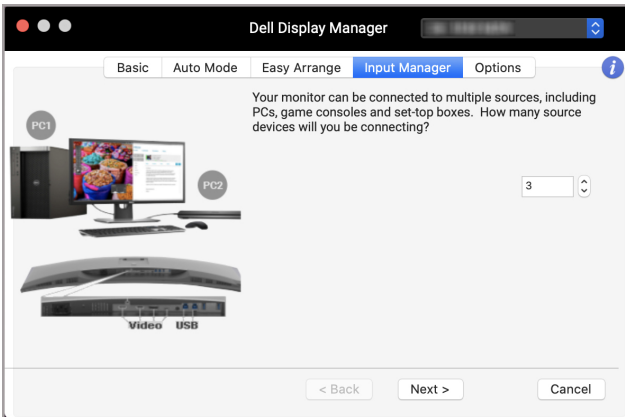 Dell Display Manager
Basic Auto Mode Easy Arrange Input Manager Options i
Your monitor can be connected to multiple sources, including
PCs, game consoles and set-top boxes. How many source
devices will you be connecting?
PC1
PC2
3
Video USB
< Back Next > Cancel